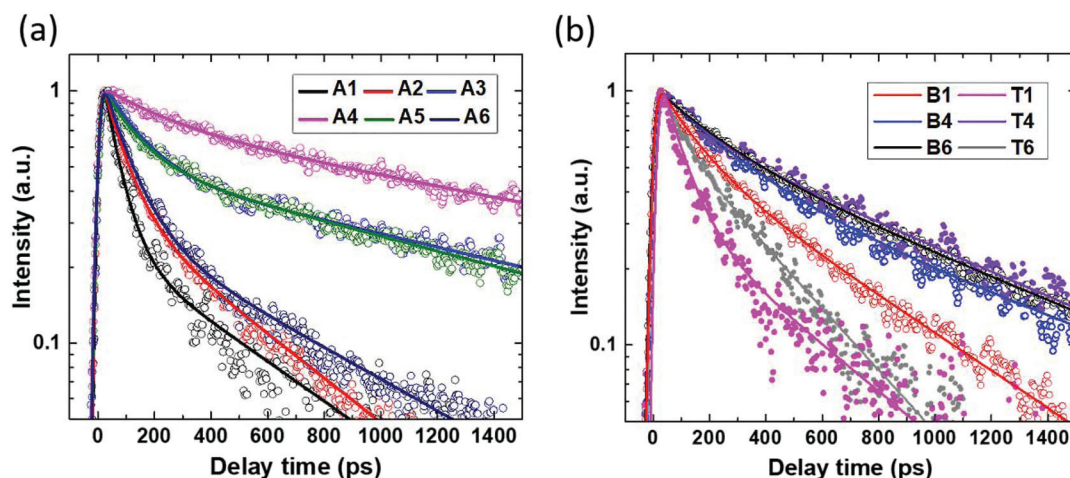 (a)
1
0.1
Intensity (a.u.)
A1 A2 A3
A4 A5 A6
0 200 400 600 800 1000 1200 1400
Delay time (ps)
(b)
1
0.1
Intensity (a.u.)
B1 T1
B4 T4
B6 T6
0 200 400 600 800 1000 1200 1400
Delay time (ps)